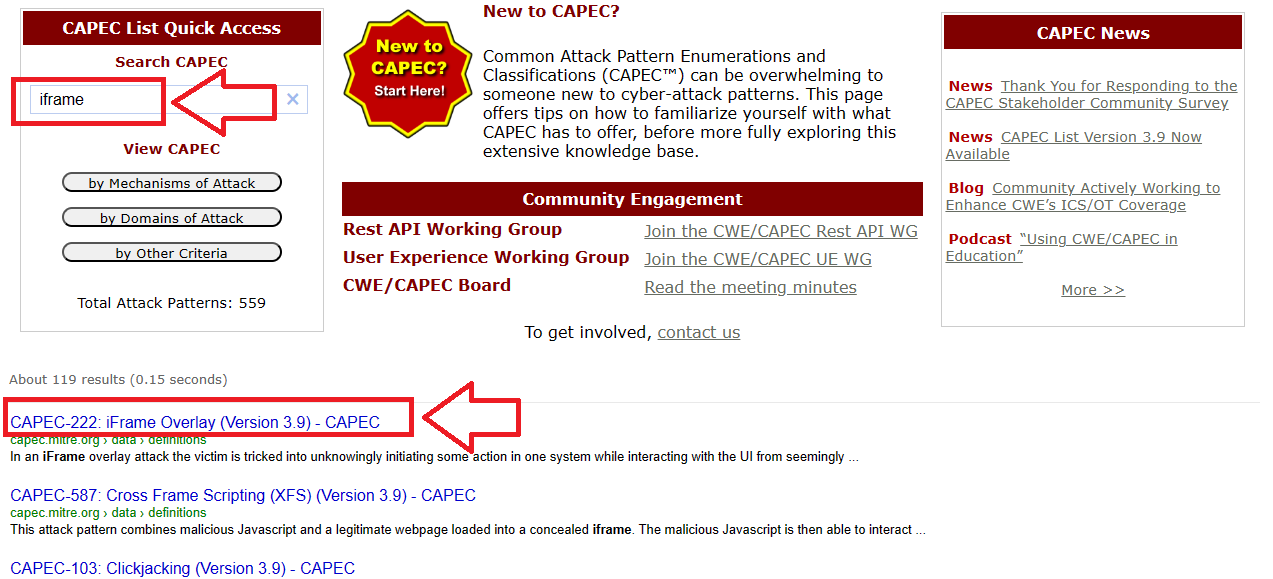 CAPEC List Quick Access
Search CAPEC
iframe
×
View CAPEC
by Mechanisms of Attack
by Domains of Attack
by Other Criteria
Total Attack Patterns: 559
New to
CAPEC?
Start Here!
New to CAPEC?
Common Attack Pattern Enumerations and
Classifications (CAPEC™) can be overwhelming to
someone new to cyber-attack patterns. This page
offers tips on how to familiarize yourself with what
CAPEC has to offer, before more fully exploring this
extensive knowledge base.
Community Engagement
Rest API Working Group Join the CWE/CAPEC Rest API WG
User Experience Working Group Join the CWE/CAPEC UE WG
CWE/CAPEC Board Read the meeting minutes
To get involved, contact us
CAPEC News
News Thank You for Responding to the
CAPEC Stakeholder Community Survey
News CAPEC List Version 3.9 Now
Available
Blog Community Actively Working to
Enhance CWE’s ICS/OT Coverage
Podcast “Using CWE/CAPEC in
Education”
More >>
About 119 results (0.15 seconds)
CAPEC-222: iFrame Overlay (Version 3.9) - CAPEC
capec.mitre.org › data › definitions
In an iFrame overlay attack the victim is tricked into unknowingly initiating some action in one system while interacting with the UI from seemingly ...
CAPEC-587: Cross Frame Scripting (XFS) (Version 3.9) - CAPEC
capec.mitre.org › data › definitions
This attack pattern combines malicious Javascript and a legitimate webpage loaded into a concealed iframe. The malicious Javascript is then able to interact ...
CAPEC-103: Clickjacking (Version 3.9) - CAPEC